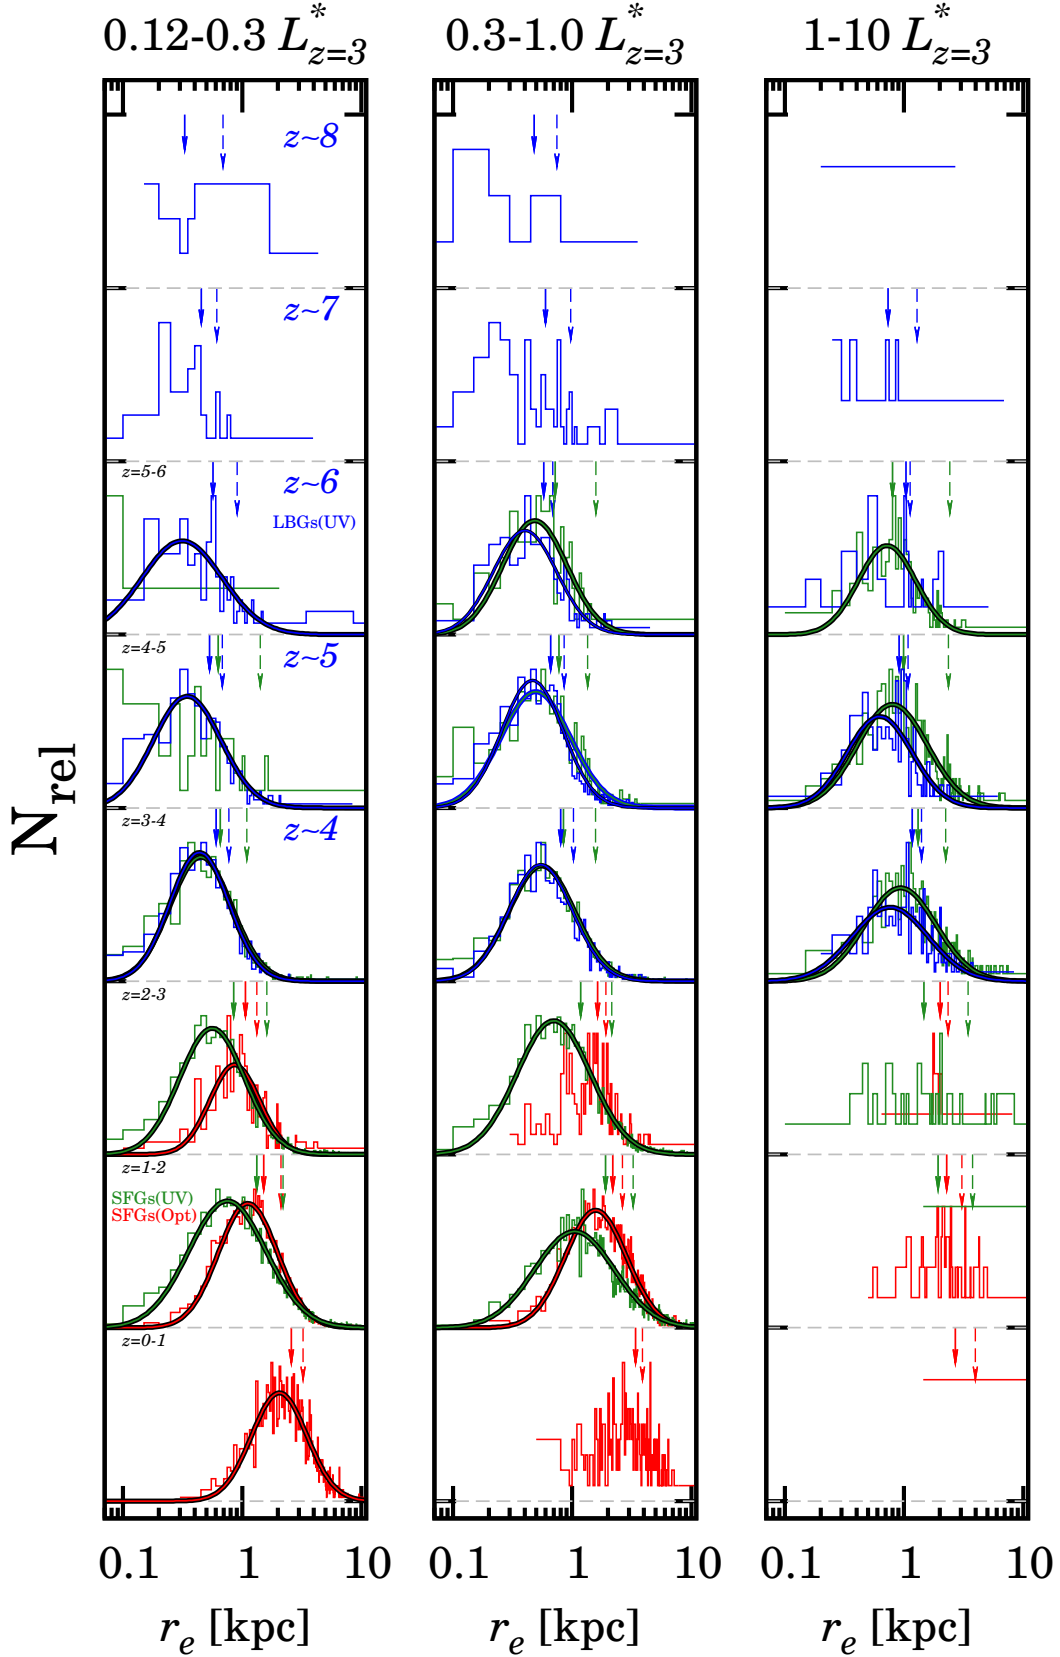 0.12-0.3 L*z=3 0.3-1.0 L*z=3 1-10 L*z=3
z~8
z~7
z=5-6
z~6
LBGs(UV)
z=4-5
z~5
z=3-4
z~4
z=2-3
z=1-2
SFGs(UV)
SFGs(Opt)
z=0-1
Nrel
0.1 1 10 0.1 1 10 0.1 1 10
re [kpc] re [kpc] re [kpc]